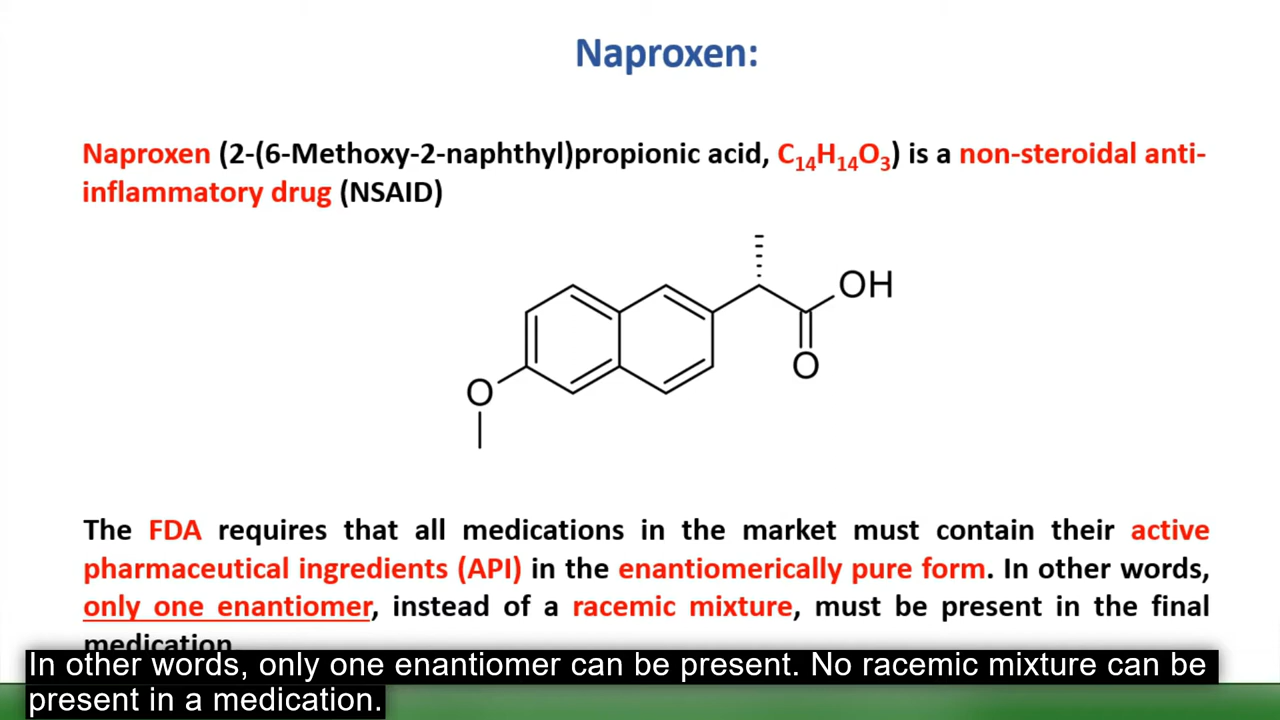 Naproxen:
Naproxen (2-(6-Methoxy-2-naphthyl)propionic acid, C₁₄H₁₄O₃) is a non-steroidal anti-
inflammatory drug (NSAID)
OH
O
O
The FDA requires that all medications in the market must contain their active
pharmaceutical ingredients (API) in the enantiomerically pure form. In other words,
only one enantiomer, instead of a racemic mixture, must be present in the final
medication.
In other words, only one enantiomer can be present. No racemic mixture can be
present in a medication.